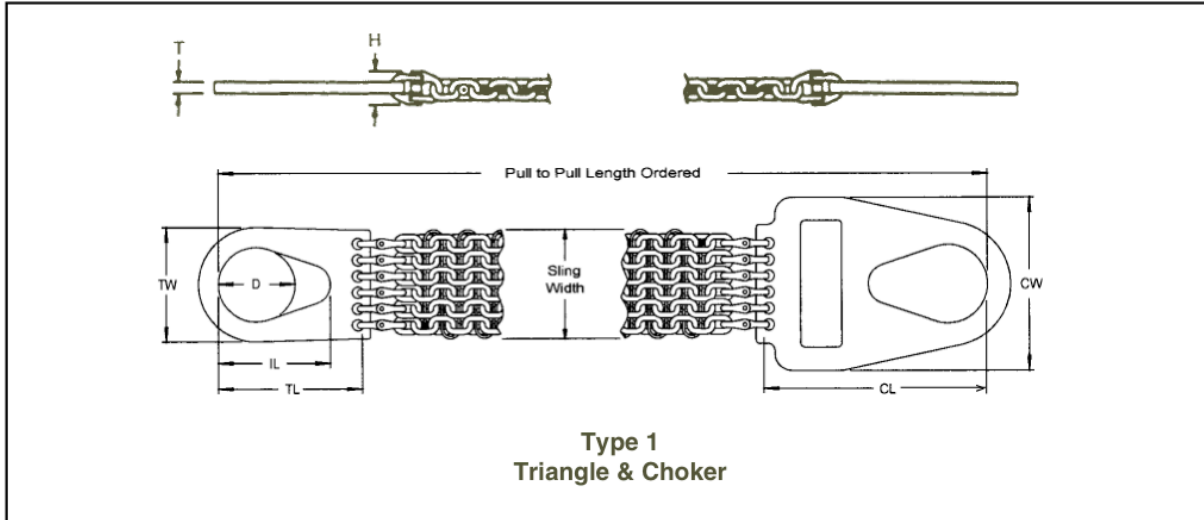 T
H
Pull to Pull Length Ordered
TW
D
Sling
Width
CW
IL
TL
CL
Type 1
Triangle & Choker